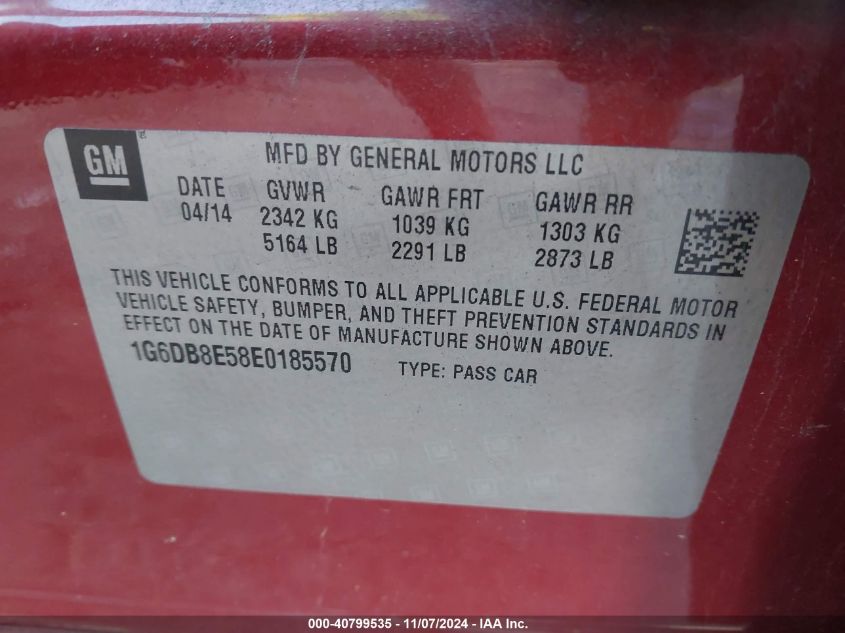 GM
MFD BY GENERAL MOTORS LLC
DATE GVWR GAWR FRT GAWR RR
04/14 2342 KG 1039 KG 1303 KG
5164 LB 2291 LB 2873 LB
THIS VEHICLE CONFORMS TO ALL APPLICABLE U.S. FEDERAL MOTOR
VEHICLE SAFETY, BUMPER, AND THEFT PREVENTION STANDARDS IN
EFFECT ON THE DATE OF MANUFACTURE SHOWN ABOVE.
1G6DB8E58E0185570 TYPE: PASS CAR
000-40799535 - 11/07/2024 - IAA Inc.